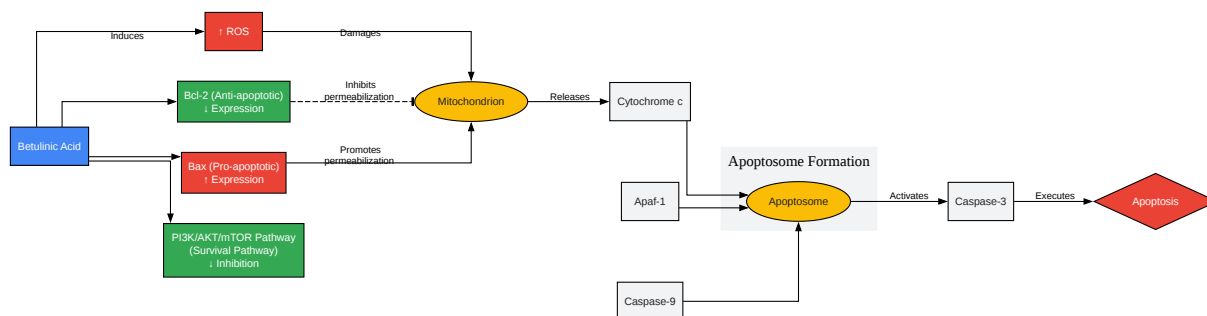 Induces
↑ ROS
Damages
Bcl-2 (Anti-apoptotic)
↓ Expression
Inhibits
permeabilization
Mitochondrion
Releases
Cytochrome c
Betulinic Acid
Bax (Pro-apoptotic)
↑ Expression
Promotes
permeabilization
PI3K/AKT/mTOR Pathway
(Survival Pathway)
↓ Inhibition
Apoptosome Formation
Apaf-1
Apoptosome
Activates
Caspase-3
Executes
Apoptosis
Caspase-9